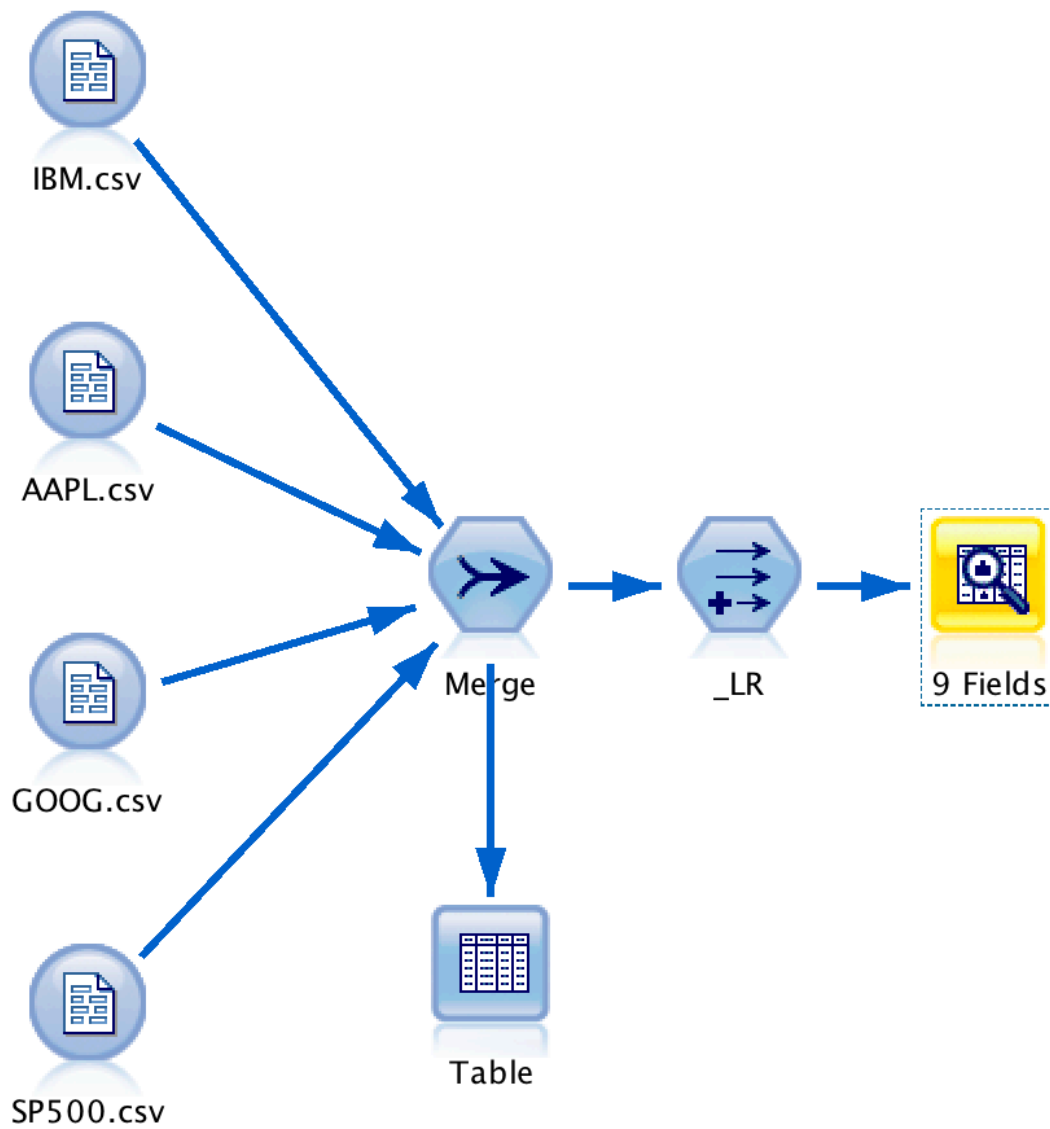 IBM.csv
AAPL.csv
GOOG.csv
SP500.csv
Merge
_LR
9 Fields
Table